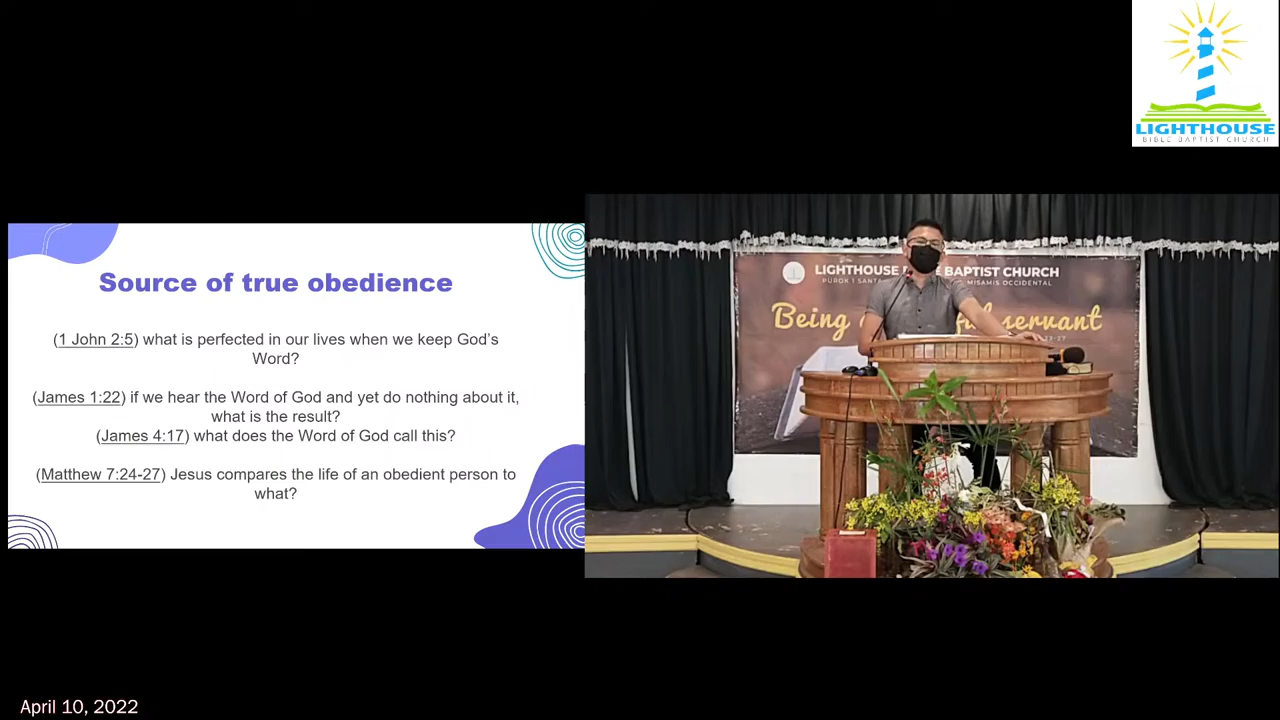 LIGHTHOUSE
BIBLE BAPTIST CHURCH
Source of true obedience
(1 John 2:5) what is perfected in our lives when we keep God's
Word?
(James 1:22) if we hear the Word of God and yet do nothing about it,
what is the result?
(James 4:17) what does the Word of God call this?
(Matthew 7:24-27) Jesus compares the life of an obedient person to
what?
LIGHTHOUSE BAPTIST CHURCH
PUROK 1 MISAMIS OCCIDENTAL
Being servant
April 10, 2022